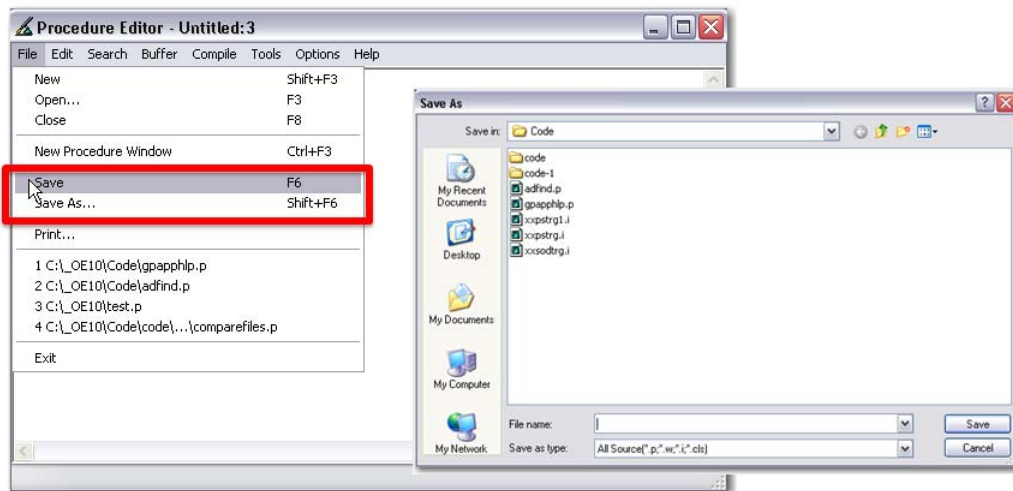 Procedure Editor - Untitled:3
File Edit Search Buffer Compile Tools Options Help
New Shift+F3
Open... F3
Close F8
New Procedure Window Ctrl+F3
Save F6
Save As... Shift+F6
Print...
1 C:\_OE10\Code\gpapphlp.p
2 C:\_OE10\Code\adfind.p
3 C:\_OE10\test.p
4 C:\_OE10\Code\code\...\comparefiles.p
Exit
Save As
Save in: Code
My Recent Documents
Desktop
My Documents
My Computer
My Network
code
code-1
adfind.p
gpapphlp.p
xxpstrg1.i
xxpstrg.i
xxsodtrg.i
File name:
Save
Save as type: All Source(*.p;*.w;*.i;*.cls)
Cancel